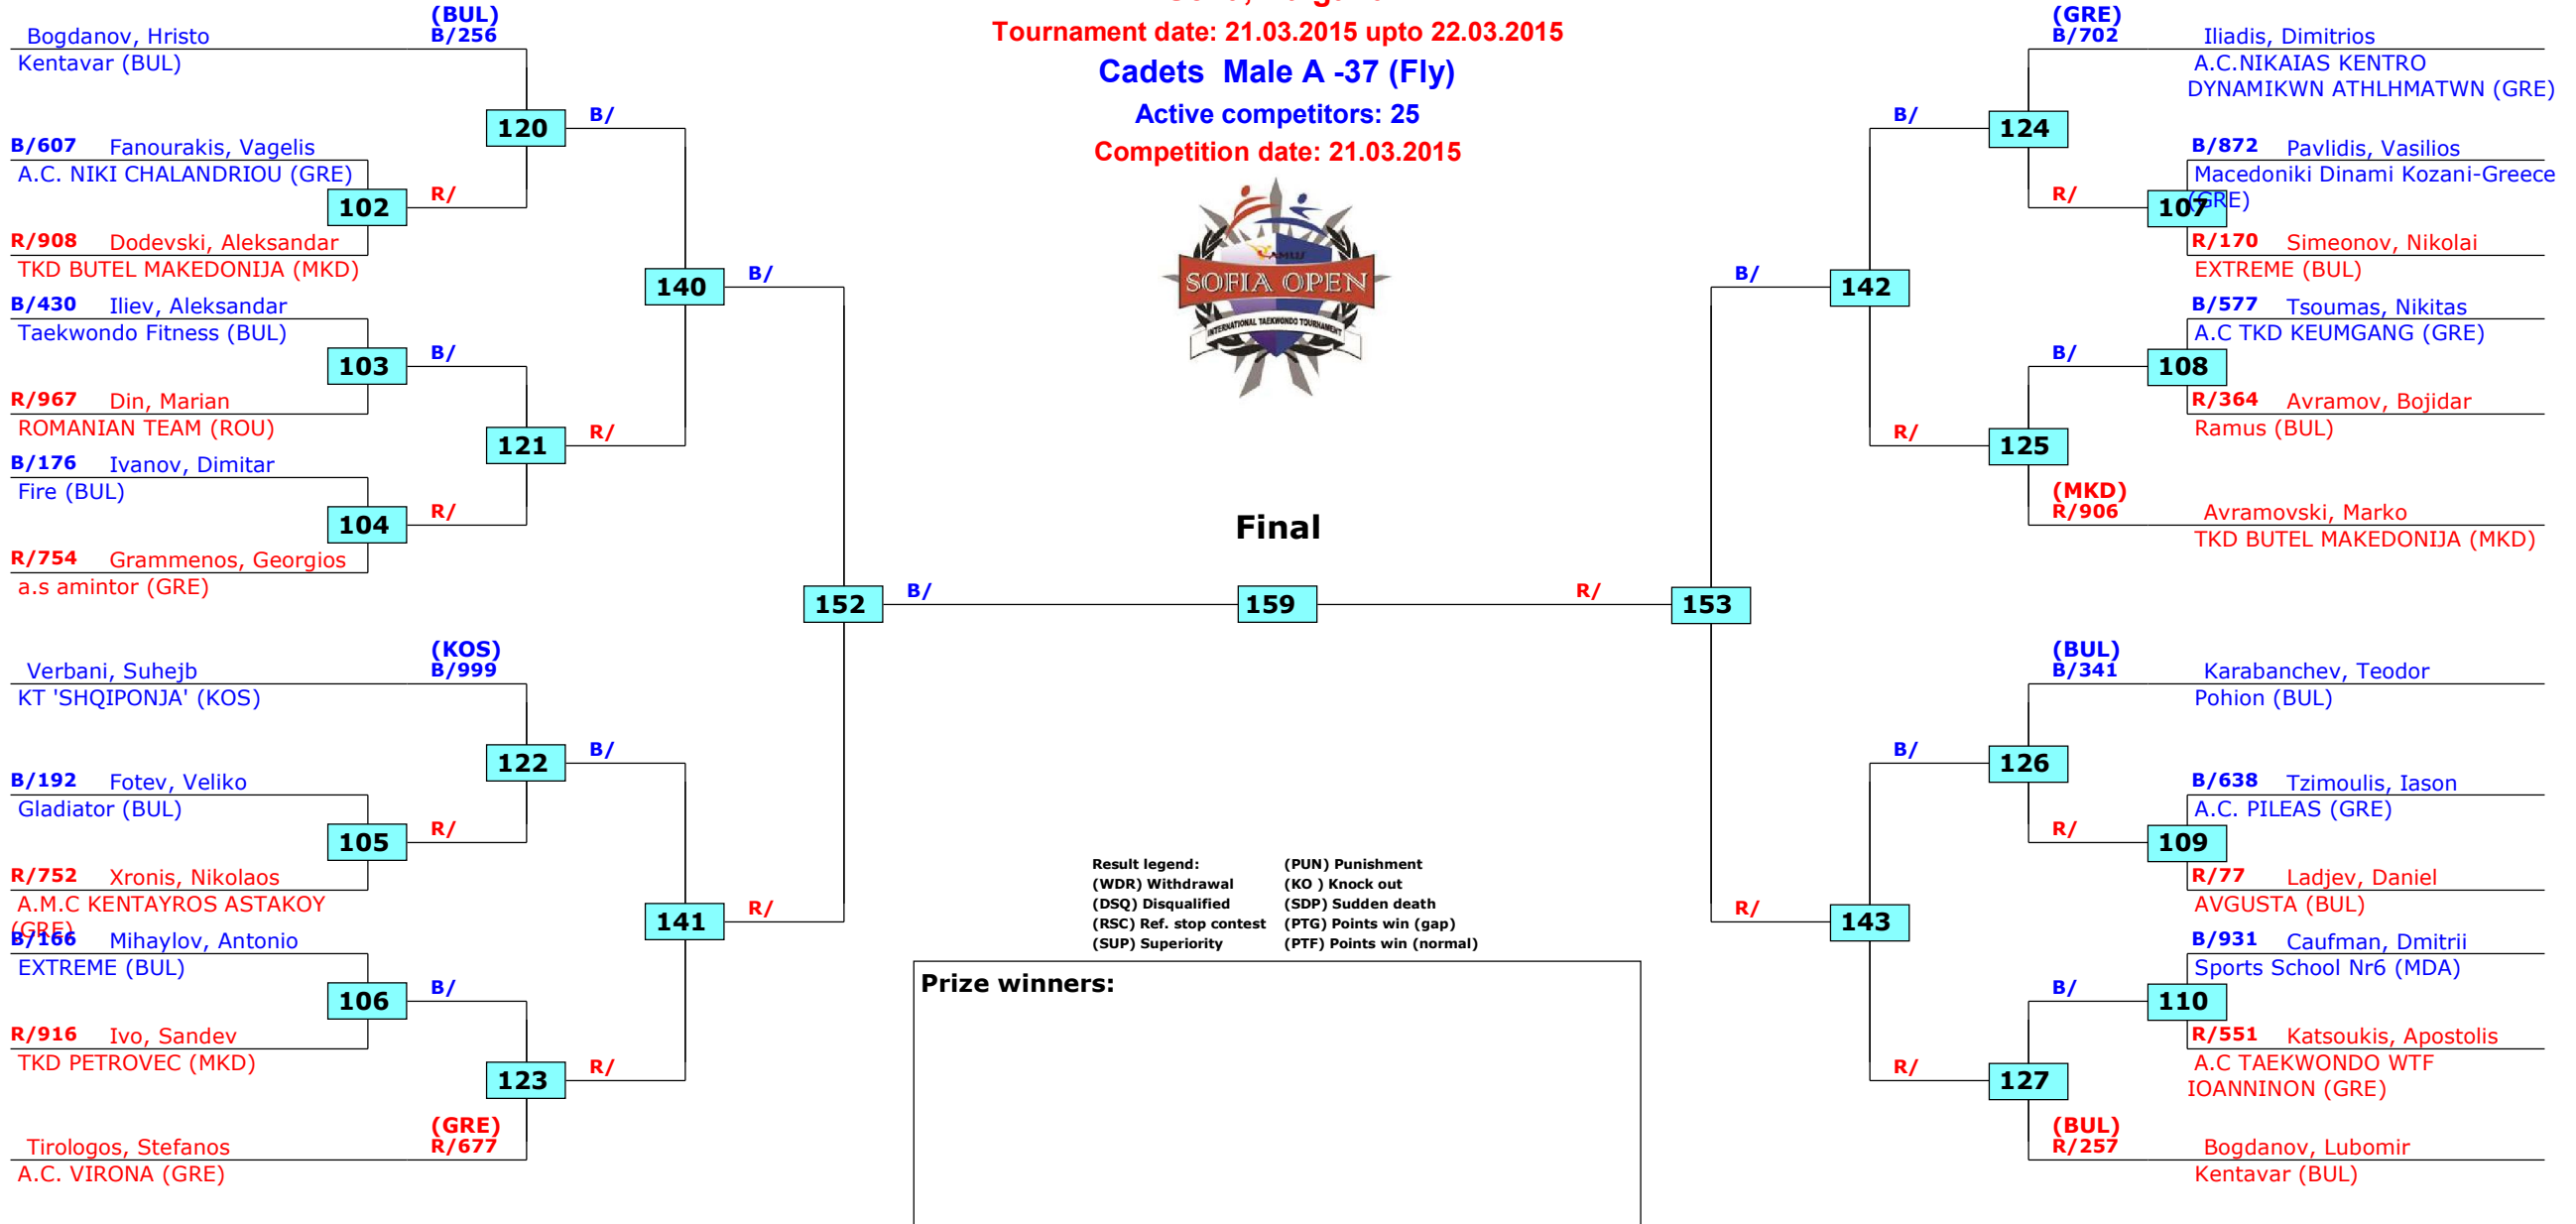 Tournament date: 21.03.2015 upto 22.03.2015
Cadets Male A -37 (Fly)
Active competitors: 25
Competition date: 21.03.2015
SOFIA OPEN
INTERNATIONAL TAEKWONDO TOURNAMENT
(BUL)
Bogdanov, Hristo B/256
Kentavar (BUL)
120 B/
B/607 Fanourakis, Vagelis
A.C. NIKI CHALANDRIOU (GRE)
102 R/
R/908 Dodevski, Aleksandar
TKD BUTEL MAKEDONIJA (MKD)
140 B/
B/430 Iliev, Aleksandar
Taekwondo Fitness (BUL)
103 B/
R/967 Din, Marian
ROMANIAN TEAM (ROU)
121 R/
B/176 Ivanov, Dimitar
Fire (BUL)
104 R/
R/754 Grammenos, Georgios
a.s amintor (GRE)
152 B/
(KOS)
Verbani, Suhejb B/999
KT 'SHQIPONJA' (KOS)
122 B/
B/192 Fotev, Veliko
Gladiator (BUL)
105 R/
R/752 Xronis, Nikolaos
A.M.C KENTAYROS ASTAKOY
(GRE)
141 R/
B/166 Mihaylov, Antonio
EXTREME (BUL)
106 B/
R/916 Ivo, Sandev
TKD PETROVEC (MKD)
123 R/
(GRE)
Tirologos, Stefanos R/677
A.C. VIRONA (GRE)
Final
159
(GRE)
B/702 Iliadis, Dimitrios
A.C.NIKAIAS KENTRO
DYNAMIKWN ATHLHMATWN (GRE)
B/ 124
B/872 Pavlidis, Vasilios
Macedoniki Dinami Kozani-Greece
(GRE)
R/ 107
R/170 Simeonov, Nikolai
EXTREME (BUL)
B/ 142
B/577 Tsoumas, Nikitas
A.C TKD KEUMGANG (GRE)
B/ 108
R/364 Avramov, Bojidar
Ramus (BUL)
R/ 125
(MKD)
R/906 Avramovski, Marko
TKD BUTEL MAKEDONIJA (MKD)
R/ 153
(BUL)
B/341 Karabanchev, Teodor
Pohion (BUL)
B/ 126
B/638 Tzimoulis, Iason
A.C. PILEAS (GRE)
R/ 109
R/77 Ladjev, Daniel
AVGUSTA (BUL)
R/ 143
B/931 Caufman, Dmitrii
Sports School Nr6 (MDA)
B/ 110
R/551 Katsoukis, Apostolis
A.C TAEKWONDO WTF
IOANNINON (GRE)
R/ 127
(BUL)
R/257 Bogdanov, Lubomir
Kentavar (BUL)
Result legend: (PUN) Punishment
(WDR) Withdrawal (KO ) Knock out
(DSQ) Disqualified (SDP) Sudden death
(RSC) Ref. stop contest (PTG) Points win (gap)
(SUP) Superiority (PTF) Points win (normal)
Prize winners: